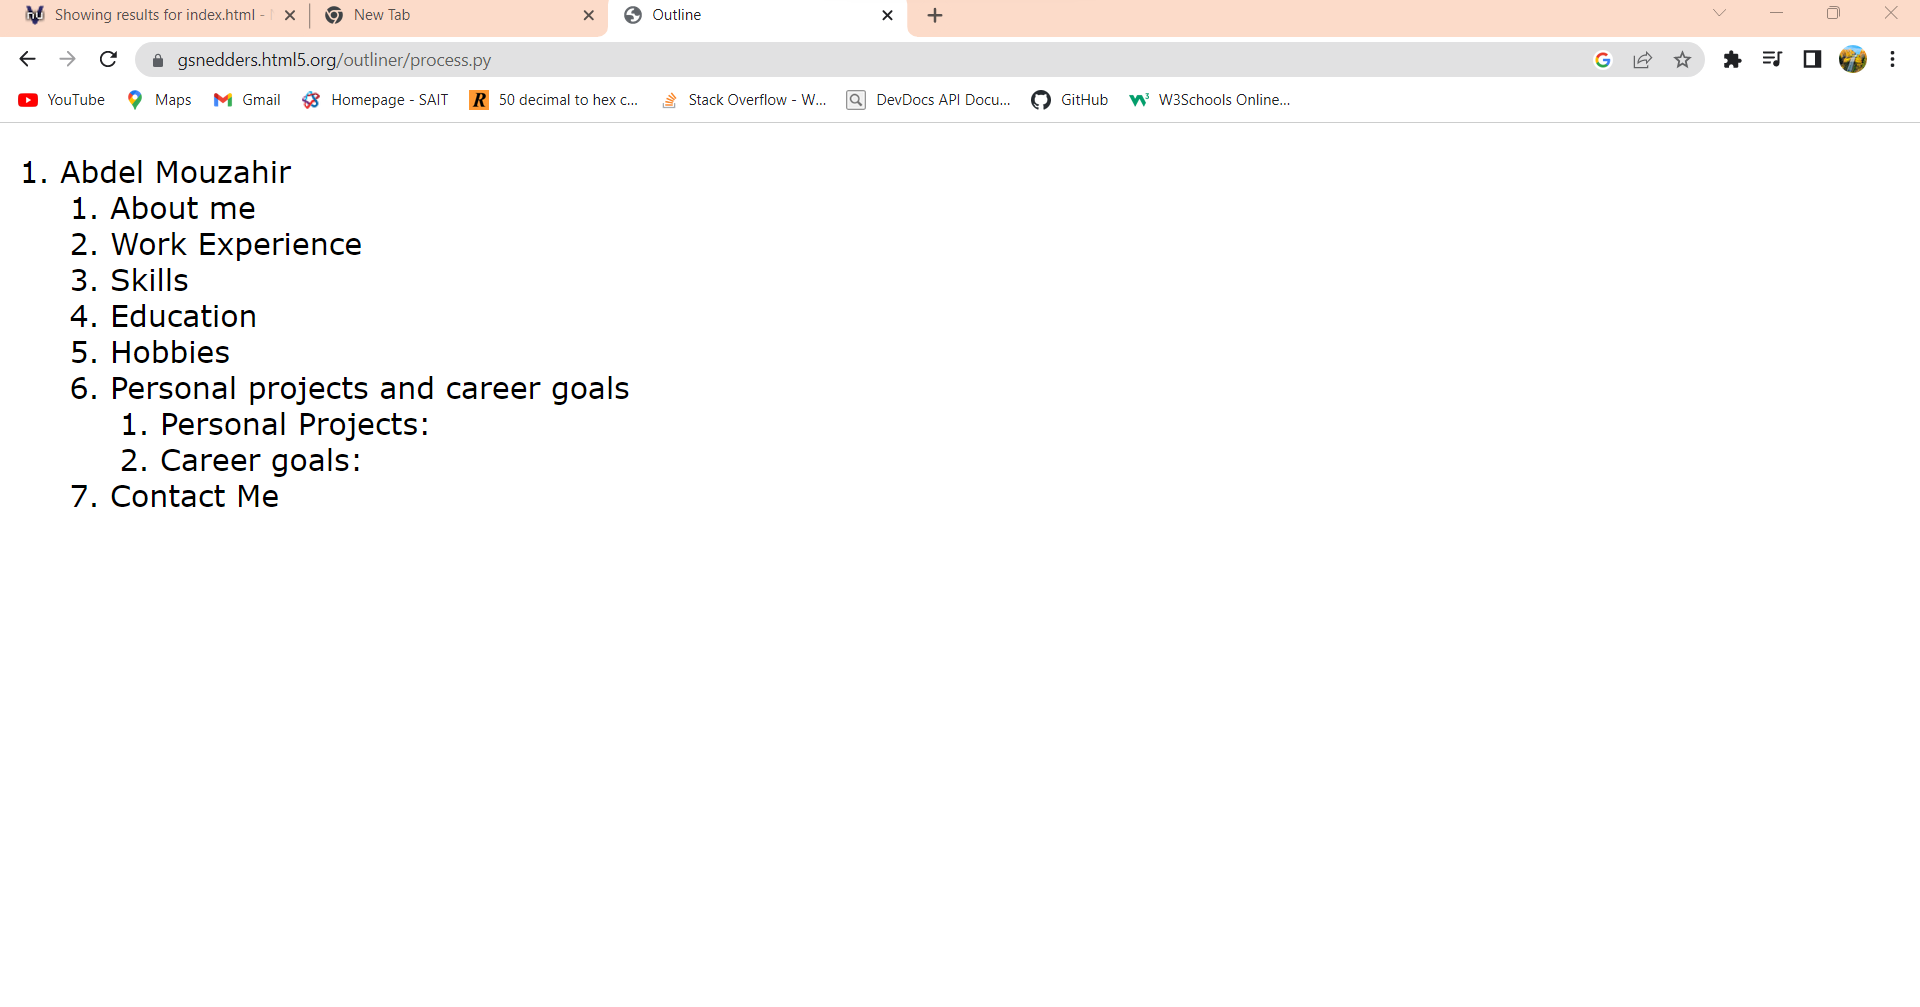 Showing results for index.html -
New Tab
Outline
gsnedders.html5.org/outliner/process.py
YouTube
Maps
Gmail
Homepage - SAIT
R
50 decimal to hex c...
Stack Overflow - W...
DevDocs API Docu...
GitHub
W3Schools Online...
1. Abdel Mouzahir
1. About me
2. Work Experience
3. Skills
4. Education
5. Hobbies
6. Personal projects and career goals
1. Personal Projects:
2. Career goals:
7. Contact Me